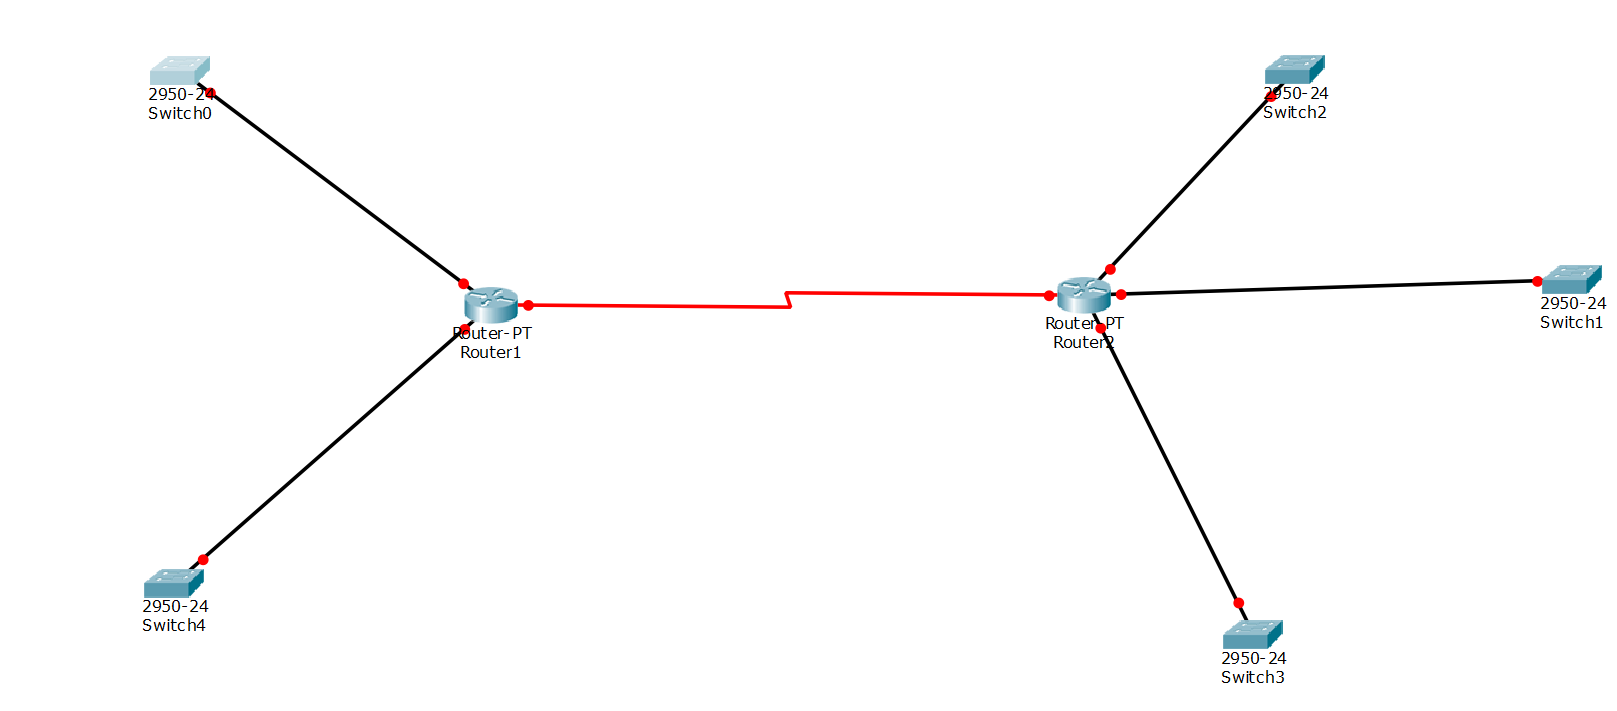 2950-24
Switch0
2950-24
Switch2
2950-24
Switch1
Router-PT
Router1
Router-PT
Router2
2950-24
Switch4
2950-24
Switch3